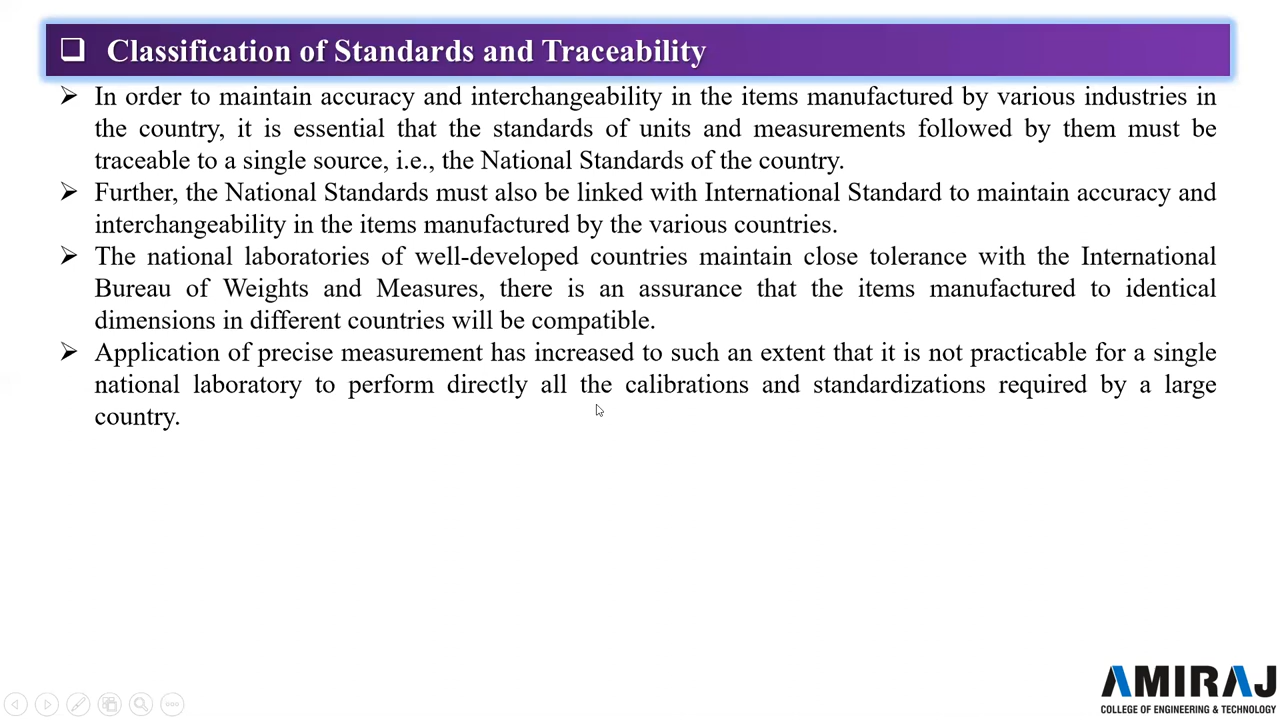 Classification of Standards and Traceability
In order to maintain accuracy and interchangeability in the items manufactured by various industries in
the country, it is essential that the standards of units and measurements followed by them must be
traceable to a single source, i.e., the National Standards of the country.
Further, the National Standards must also be linked with International Standard to maintain accuracy and
interchangeability in the items manufactured by the various countries.
The national laboratories of well-developed countries maintain close tolerance with the International
Bureau of Weights and Measures, there is an assurance that the items manufactured to identical
dimensions in different countries will be compatible.
Application of precise measurement has increased to such an extent that it is not practicable for a single
national laboratory to perform directly all the calibrations and standardizations required by a large
country.
AMIRAJ
COLLEGE OF ENGINEERING & TECHNOLOGY